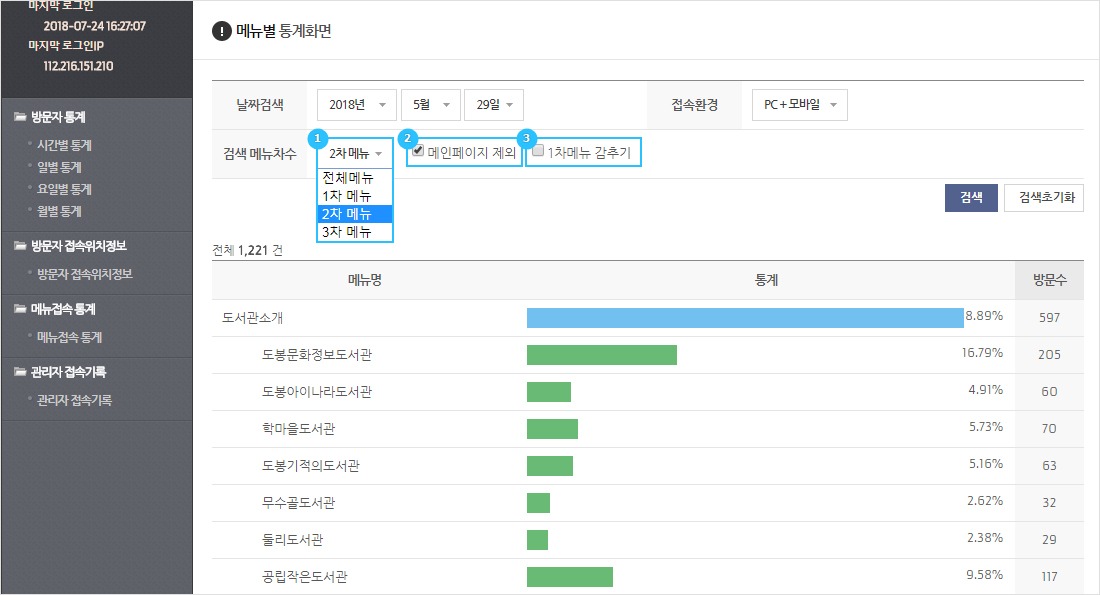 마지막 로그인
2018-07-24 16:27:07
마지막 로그인IP
112.216.151.210
방문자 통계
시간별 통계
일별 통계
요일별 통계
월별 통계
방문자 접속위치정보
방문자 접속위치정보
메뉴접속 통계
메뉴접속 통계
관리자 접속기록
관리자 접속기록
! 메뉴별 통계화면
날짜검색 2018년 5월 29일 접속환경 PC+모바일
1 2 3
검색 메뉴차수 2차메뉴 메인페이지 제외 1차메뉴 감추기
전체메뉴
1차 메뉴
2차 메뉴
3차 메뉴
검색 검색초기화
전체 1,221 건
메뉴명 통계 방문수
도서관소개 8.89% 597
도봉문화정보도서관 16.79% 205
도봉아이나라도서관 4.91% 60
학마을도서관 5.73% 70
도봉기적의도서관 5.16% 63
무수골도서관 2.62% 32
둘리도서관 2.38% 29
공립작은도서관 9.58% 117